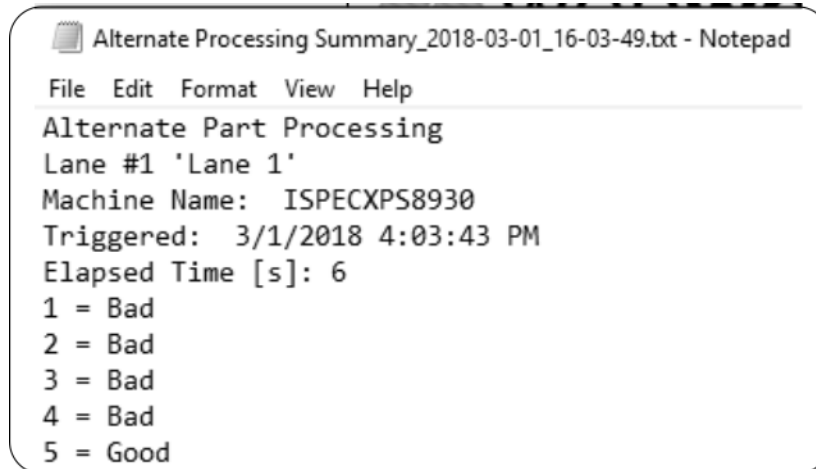 Alternate Processing Summary_2018-03-01_16-03-49.txt - Notepad
File Edit Format View Help
Alternate Part Processing
Lane #1 'Lane 1'
Machine Name:  ISPECXPS8930
Triggered:  3/1/2018 4:03:43 PM
Elapsed Time [s]: 6
1 = Bad
2 = Bad
3 = Bad
4 = Bad
5 = Good